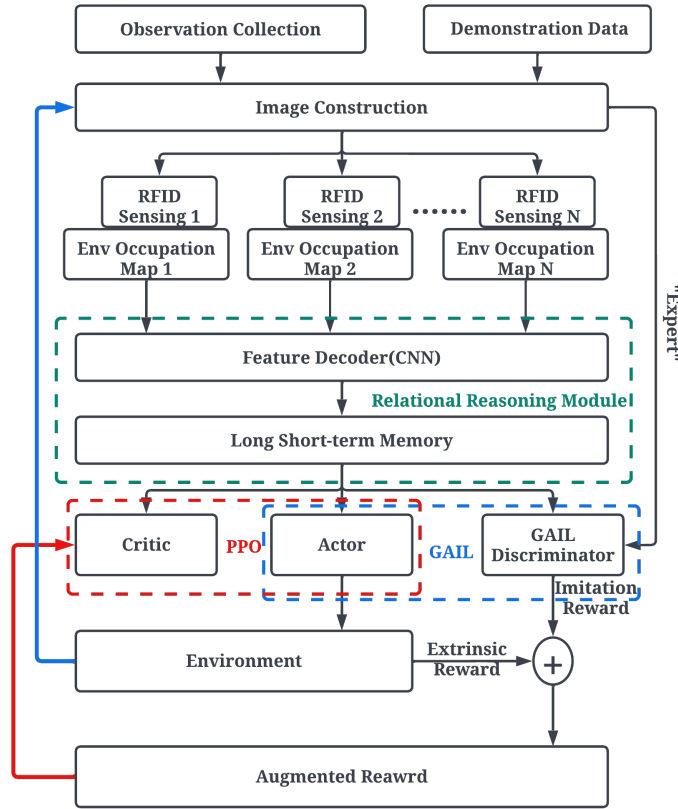 Observation Collection
Demonstration Data
Image Construction
RFID
Sensing 1
RFID
Sensing 2
......
RFID
Sensing N
Env Occupation
Map 1
Env Occupation
Map 2
Env Occupation
Map N
"Expert"
Feature Decoder(CNN)
Relational Reasoning Module
Long Short-term Memory
Critic
PPO
Actor
GAIL
GAIL
Discriminator
Imitation
Reward
Environment
Extrinsic
Reward
+
Augmented Reawrd